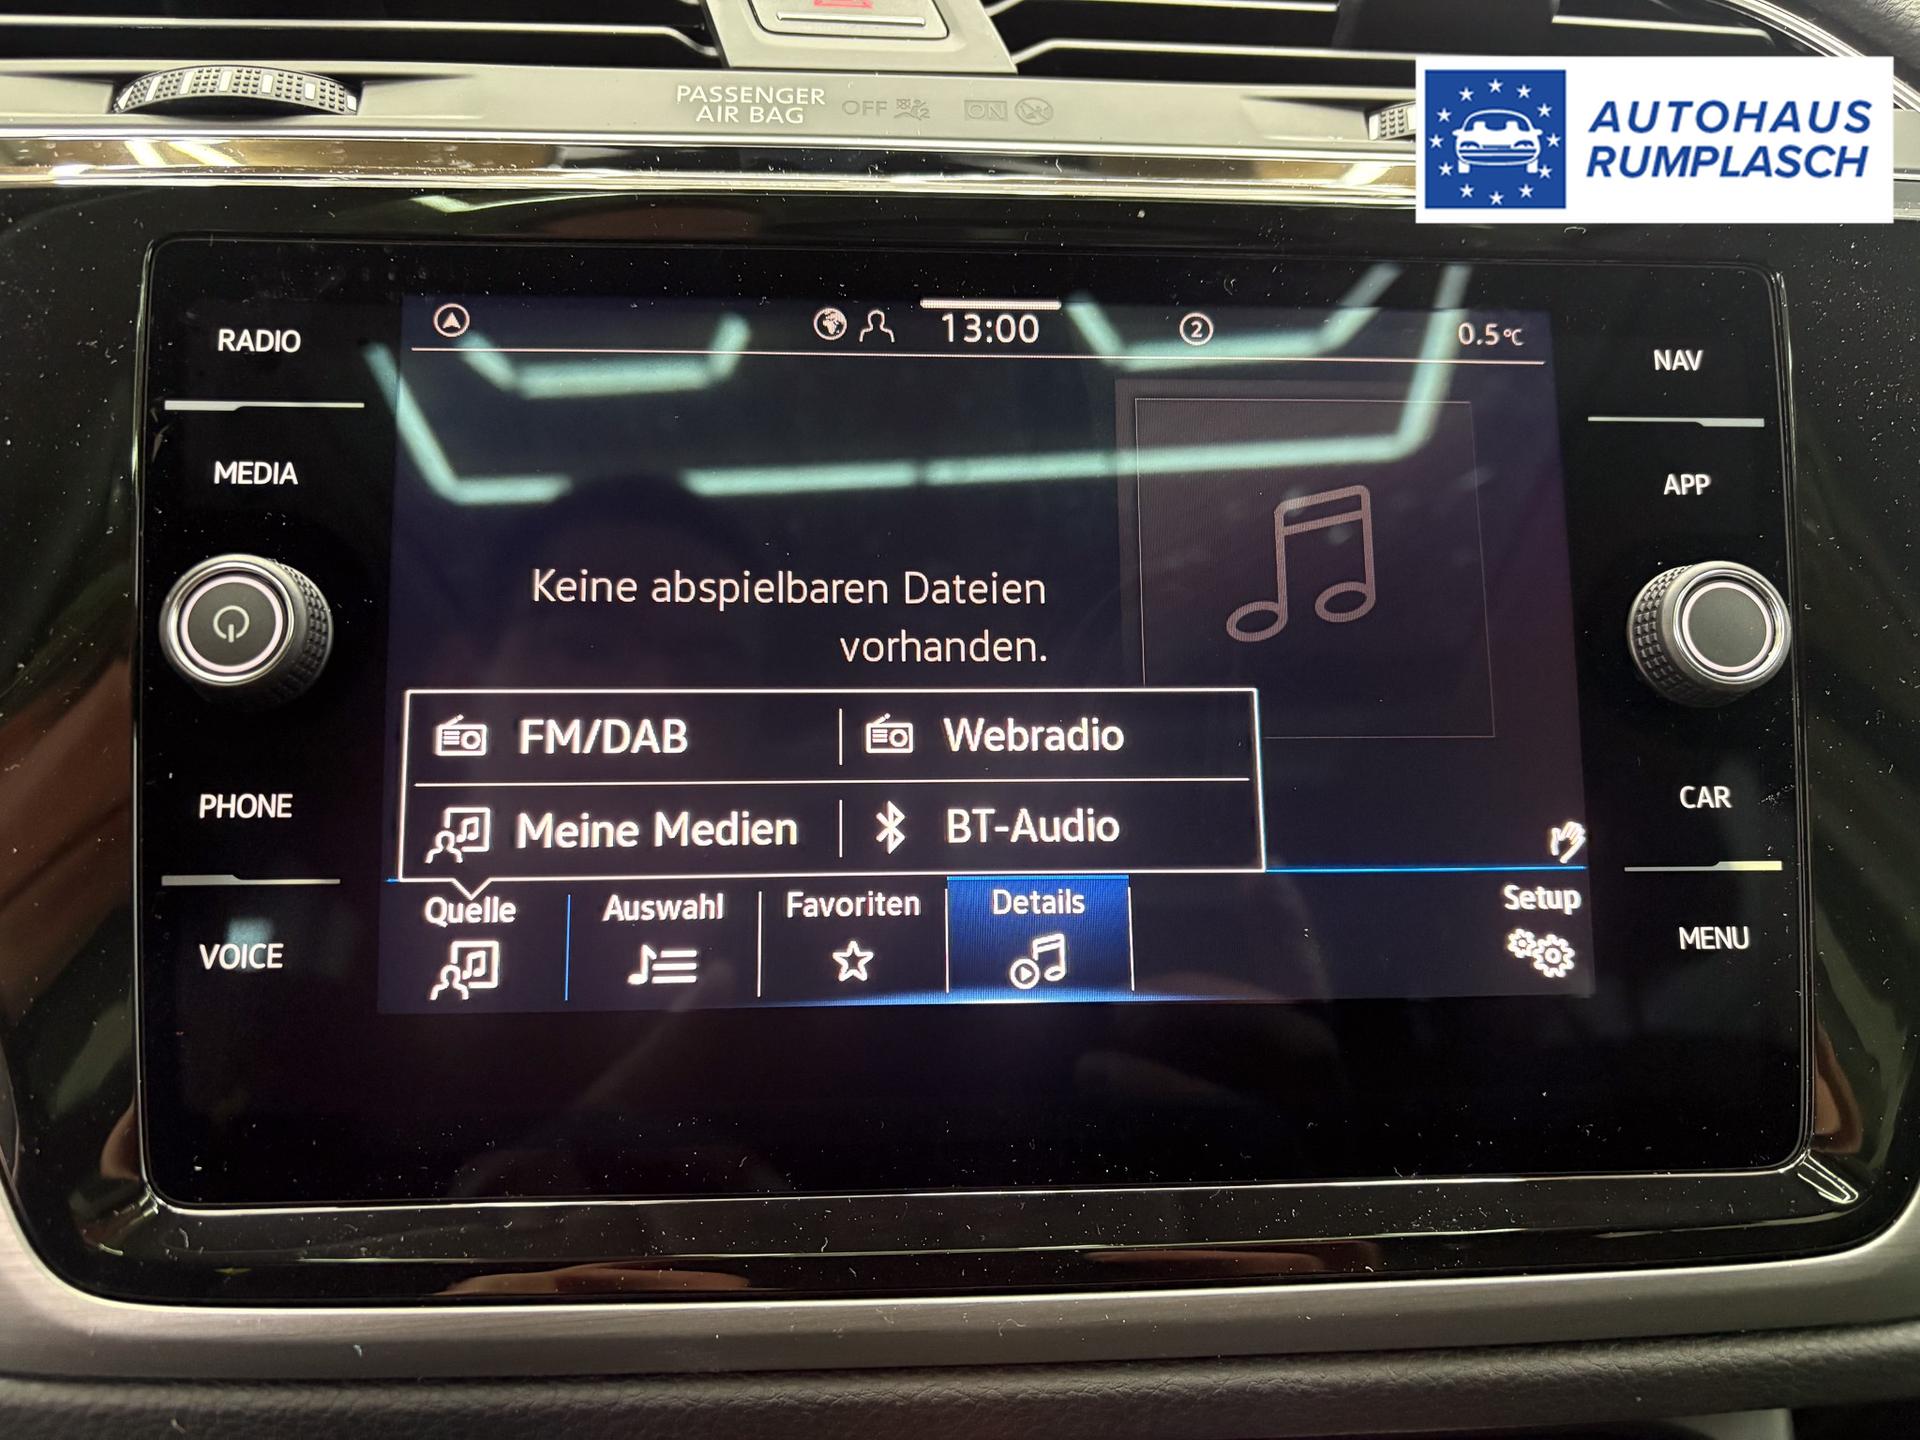 PASSENGER
AIR BAG
OFF
ON
AUTOHAUS
RUMPLASCH
RADIO
MEDIA
PHONE
VOICE
13:00
2
0.5°C
Keine abspielbaren Dateien
vorhanden.
FM/DAB
Webradio
Meine Medien
BT-Audio
Quelle
Auswahl
Favoriten
Details
Setup
NAV
APP
CAR
MENU